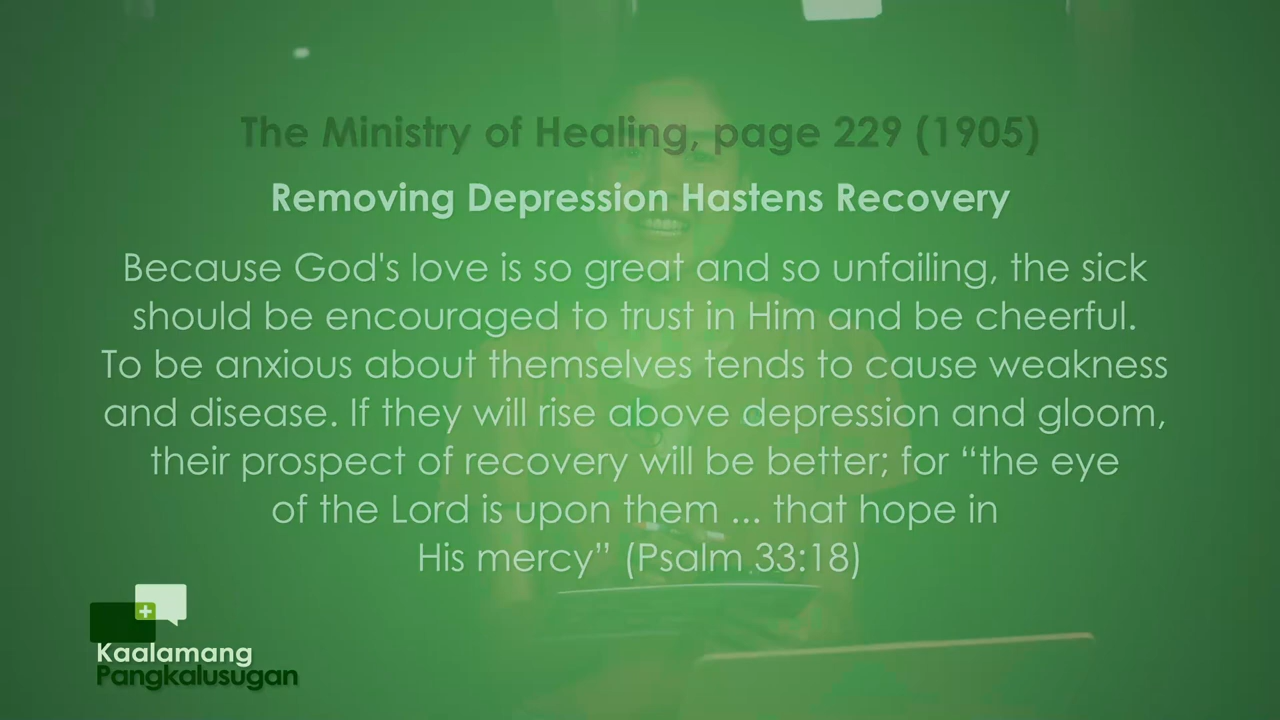 The Ministry of Healing, page 229 (1905)
Removing Depression Hastens Recovery
Because God's love is so great and so unfailing, the sick
should be encouraged to trust in Him and be cheerful.
To be anxious about themselves tends to cause weakness
and disease. If they will rise above depression and gloom,
their prospect of recovery will be better; for “the eye
of the Lord is upon them ... that hope in
His mercy” (Psalm 33:18)
Kaalamang
Pangkalusugan